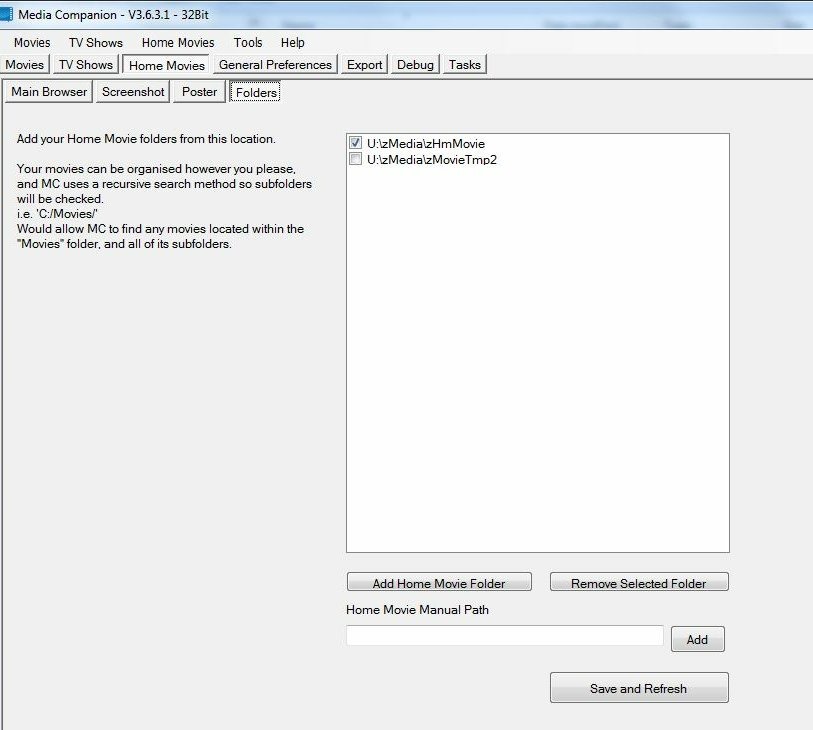 Media Companion - V3.6.3.1 - 32Bit
Movies TV Shows Home Movies Tools Help
Movies TV Shows Home Movies General Preferences Export Debug Tasks
Main Browser Screenshot Poster Folders
Add your Home Movie folders from this location.
Your movies can be organised however you please,
and MC uses a recursive search method so subfolders
will be checked.
i.e. 'C:/Movies/'
Would allow MC to find any movies located within the
"Movies" folder, and all of its subfolders.
U:\zMedia\zHmMovie
U:\zMedia\zMovieTmp2
Add Home Movie Folder Remove Selected Folder
Home Movie Manual Path
Add
Save and Refresh